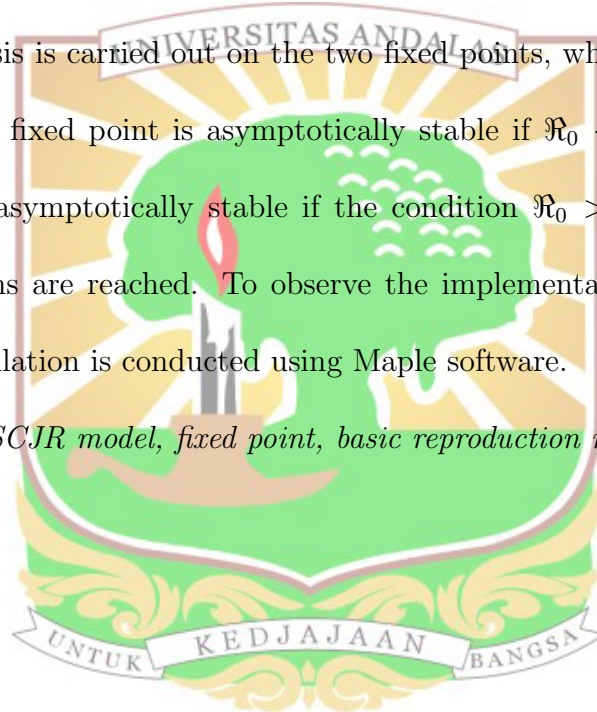 UNIVERSITAS ANDALAS
sis is carried out on the two fixed points, wh
fixed point is asymptotically stable if ℜ₀
asymptotically stable if the condition ℜ₀ >
ns are reached. To observe the implementa
ulation is conducted using Maple software.
SCJR model, fixed point, basic reproduction
UNTUK KEDJAJAAN BANGSA